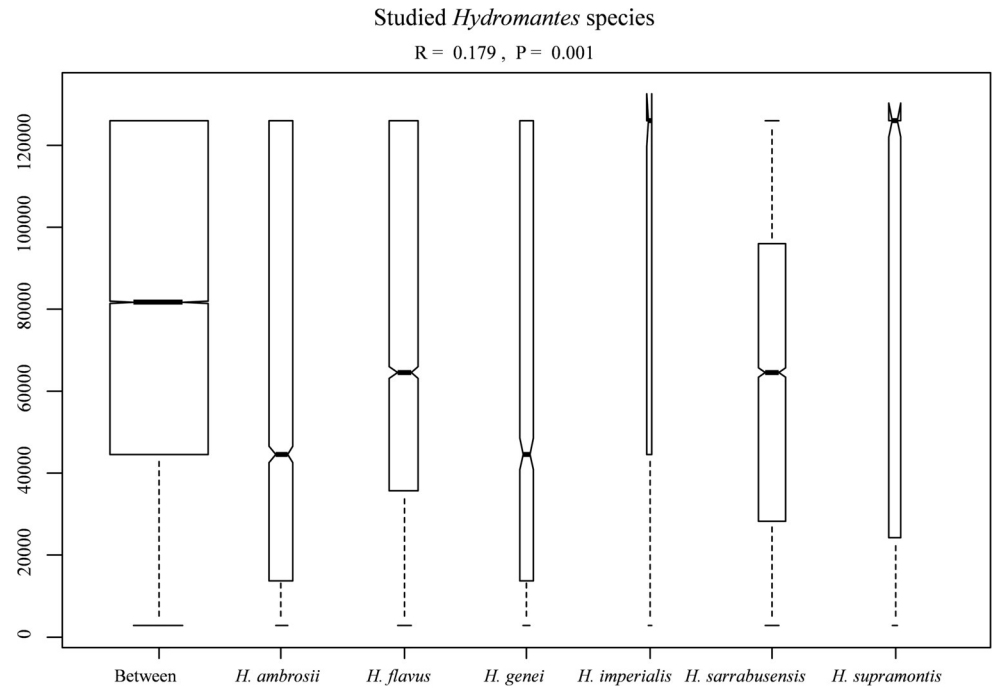 Studied Hydromantes species
R = 0.179 , P = 0.001
120000
100000
80000
60000
40000
20000
0
Between H. ambrosii H. flavus H. genei H. imperialis H. sarrabusensis H. supramontis